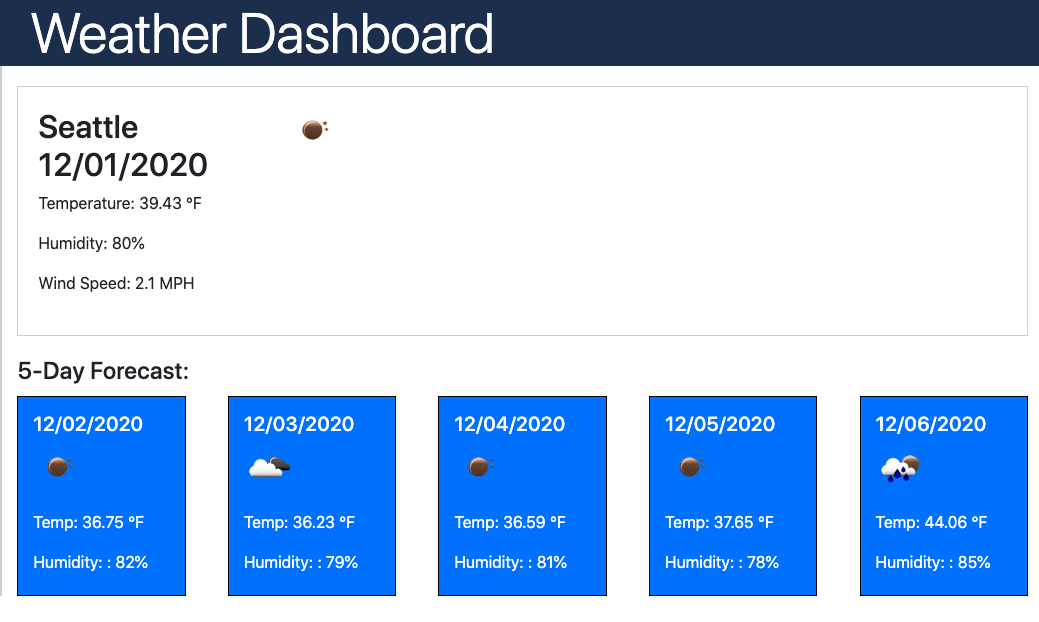 Weather Dashboard
Seattle
12/01/2020
Temperature: 39.43 °F
Humidity: 80%
Wind Speed: 2.1 MPH
5-Day Forecast:
12/02/2020
Temp: 36.75 °F
Humidity: : 82%
12/03/2020
Temp: 36.23 °F
Humidity: : 79%
12/04/2020
Temp: 36.59 °F
Humidity: : 81%
12/05/2020
Temp: 37.65 °F
Humidity: : 78%
12/06/2020
Temp: 44.06 °F
Humidity: : 85%